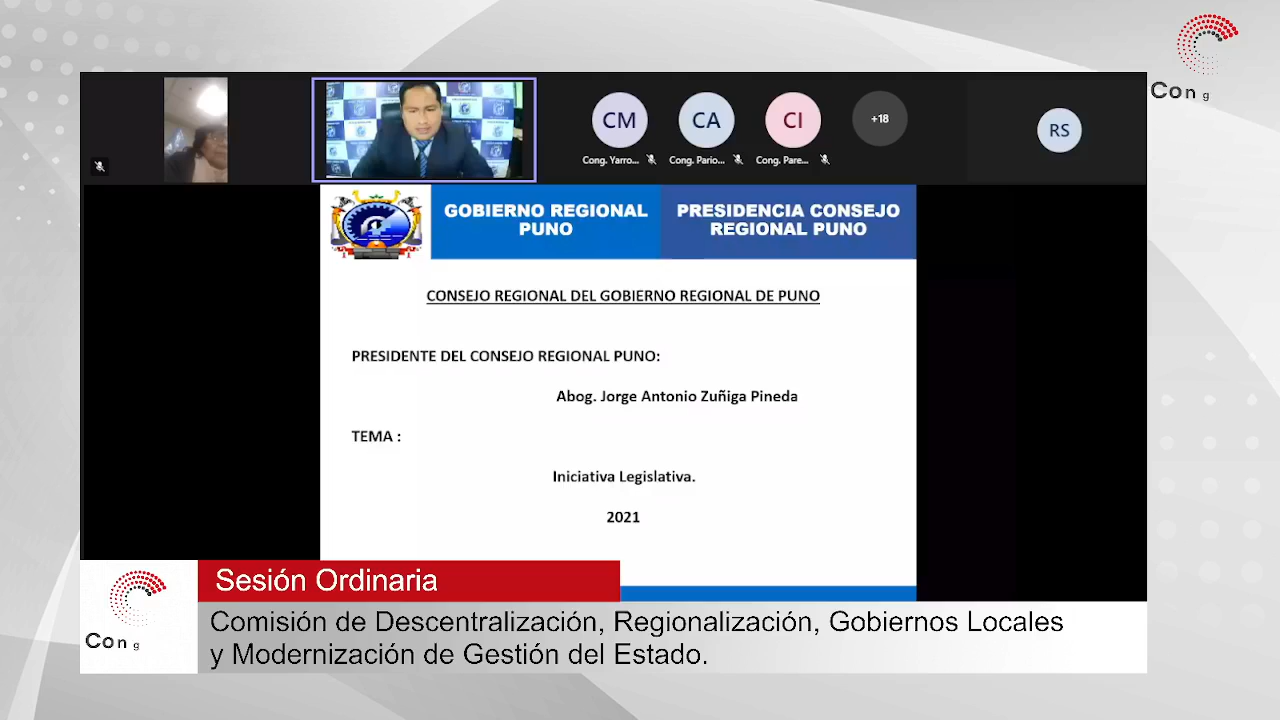 Cong
CM
CA
CI
+18
RS
Cong. Yarro...
Cong. Pario...
Cong. Pare...
GOBIERNO REGIONAL
PUNO
PRESIDENCIA CONSEJO
REGIONAL PUNO
CONSEJO REGIONAL DEL GOBIERNO REGIONAL DE PUNO
PRESIDENTE DEL CONSEJO REGIONAL PUNO:
Abog. Jorge Antonio Zuñiga Pineda
TEMA :
Iniciativa Legislativa.
2021
Cong
Sesión Ordinaria
Comisión de Descentralización, Regionalización, Gobiernos Locales
y Modernización de Gestión del Estado.